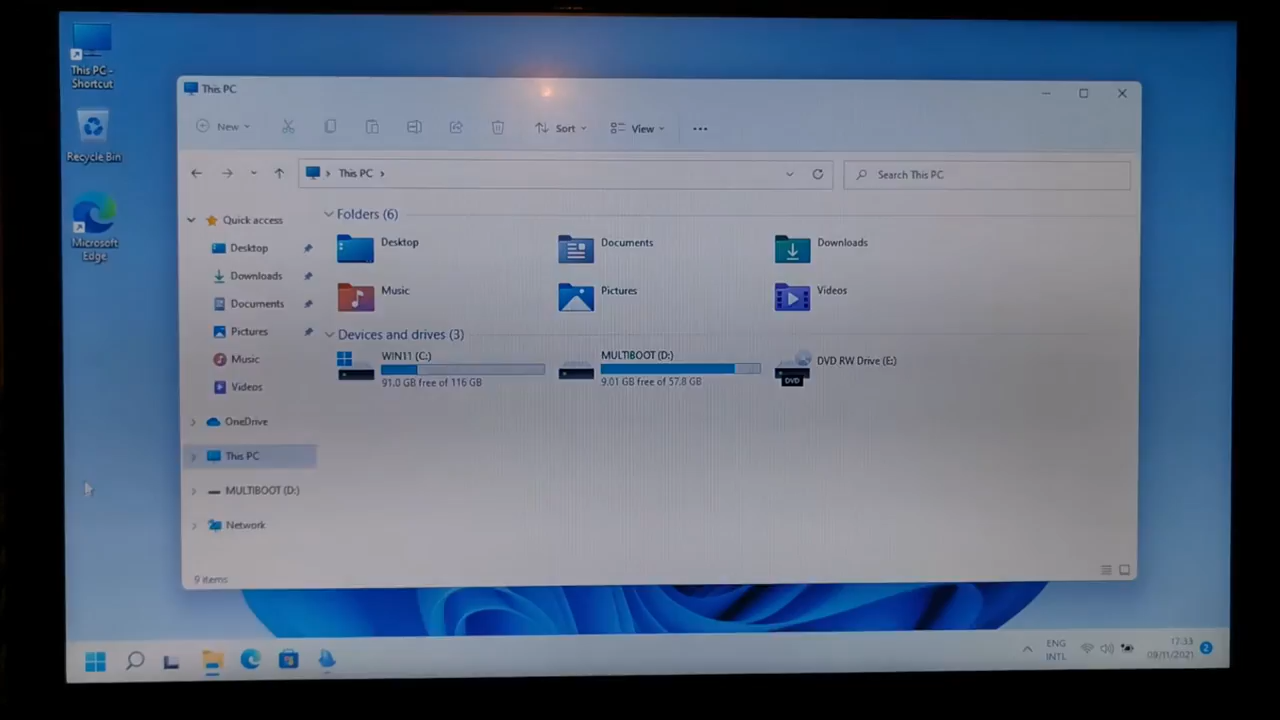 This PC -
Shortcut
Recycle Bin
Microsoft
Edge
This PC
New
Sort
View
This PC
Search This PC
Quick access
Desktop
Downloads
Documents
Pictures
Music
Videos
OneDrive
This PC
MULTIBOOT (D:)
Network
Folders (6)
Desktop
Documents
Downloads
Music
Pictures
Videos
Devices and drives (3)
WIN11 (C:)
91.0 GB free of 116 GB
MULTIBOOT (D:)
9.01 GB free of 57.8 GB
DVD
DVD RW Drive (E:)
9 items
ENG
INTL
17:33
09/11/2021
2